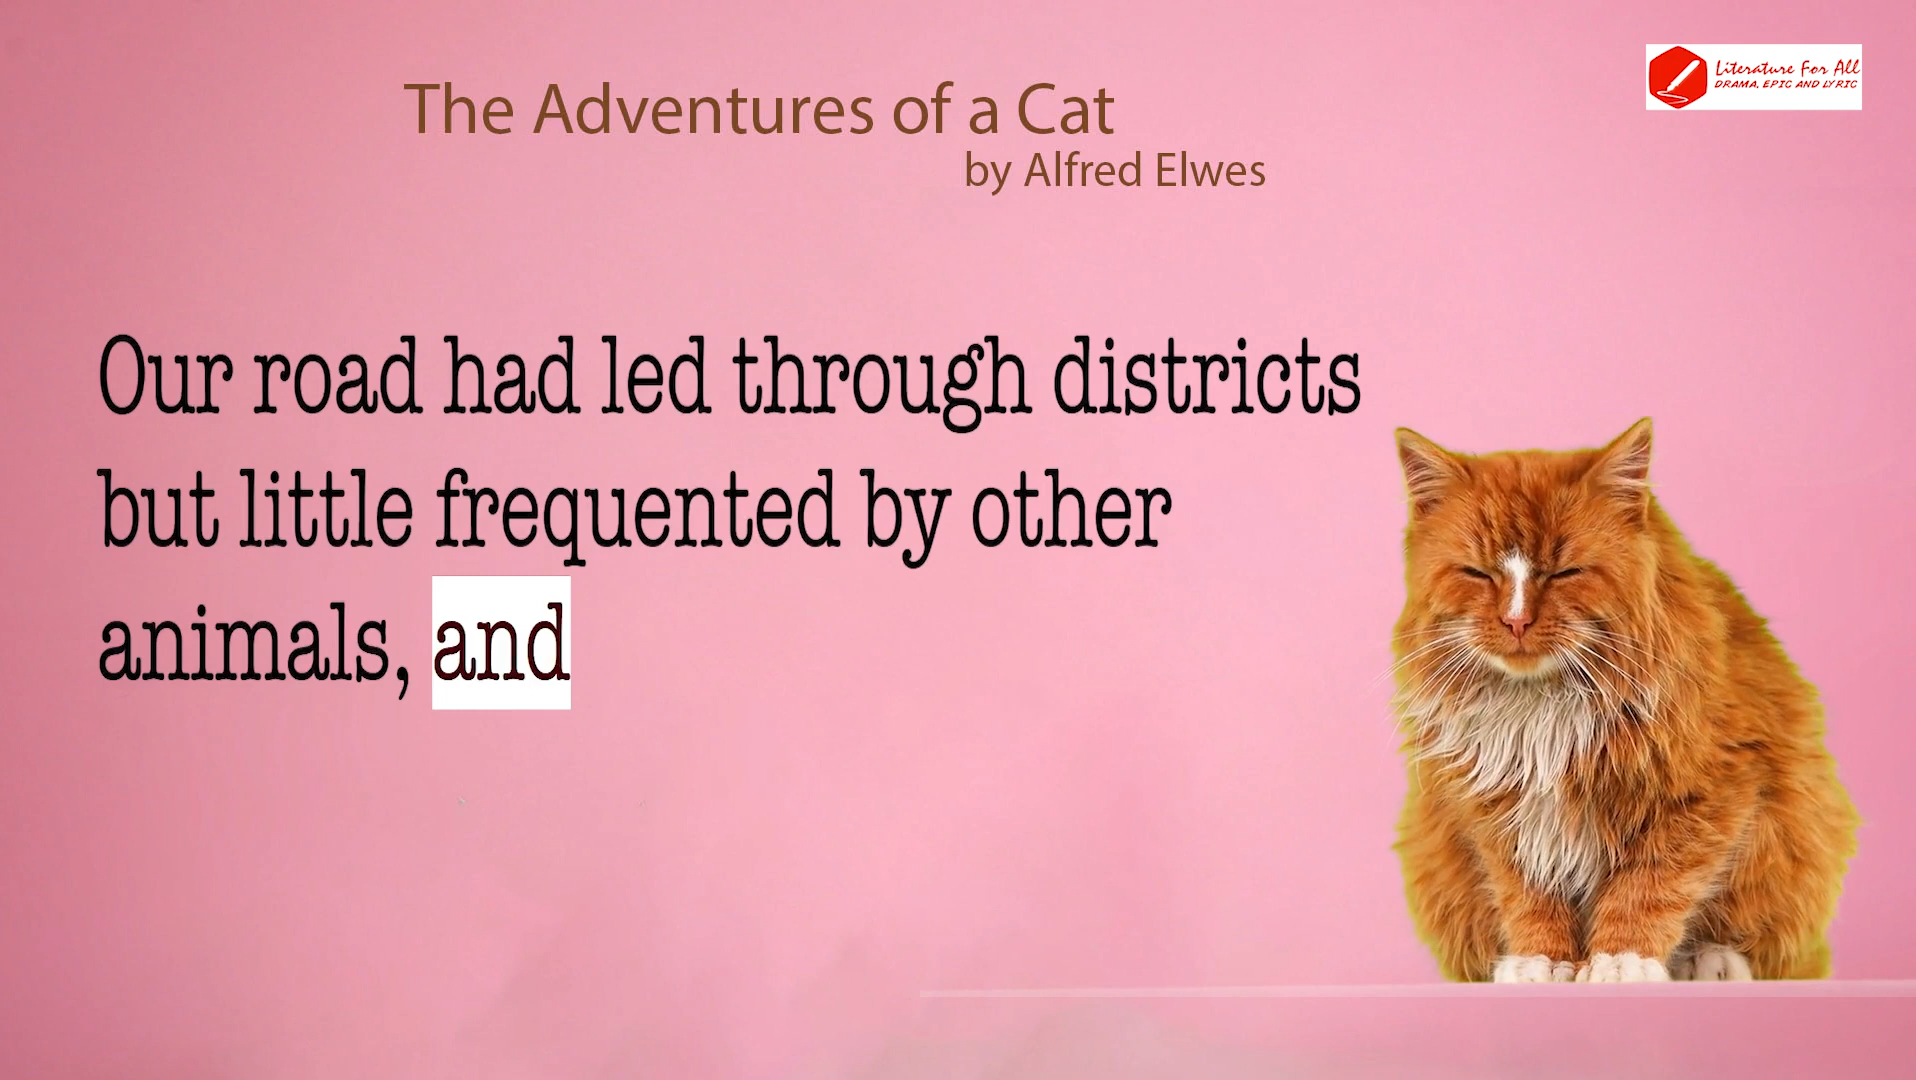 The Adventures of a Cat
by Alfred Elwes
Literature For All
DRAMA, EPIC AND LYRIC
Our road had led through districts
but little frequented by other
animals, and